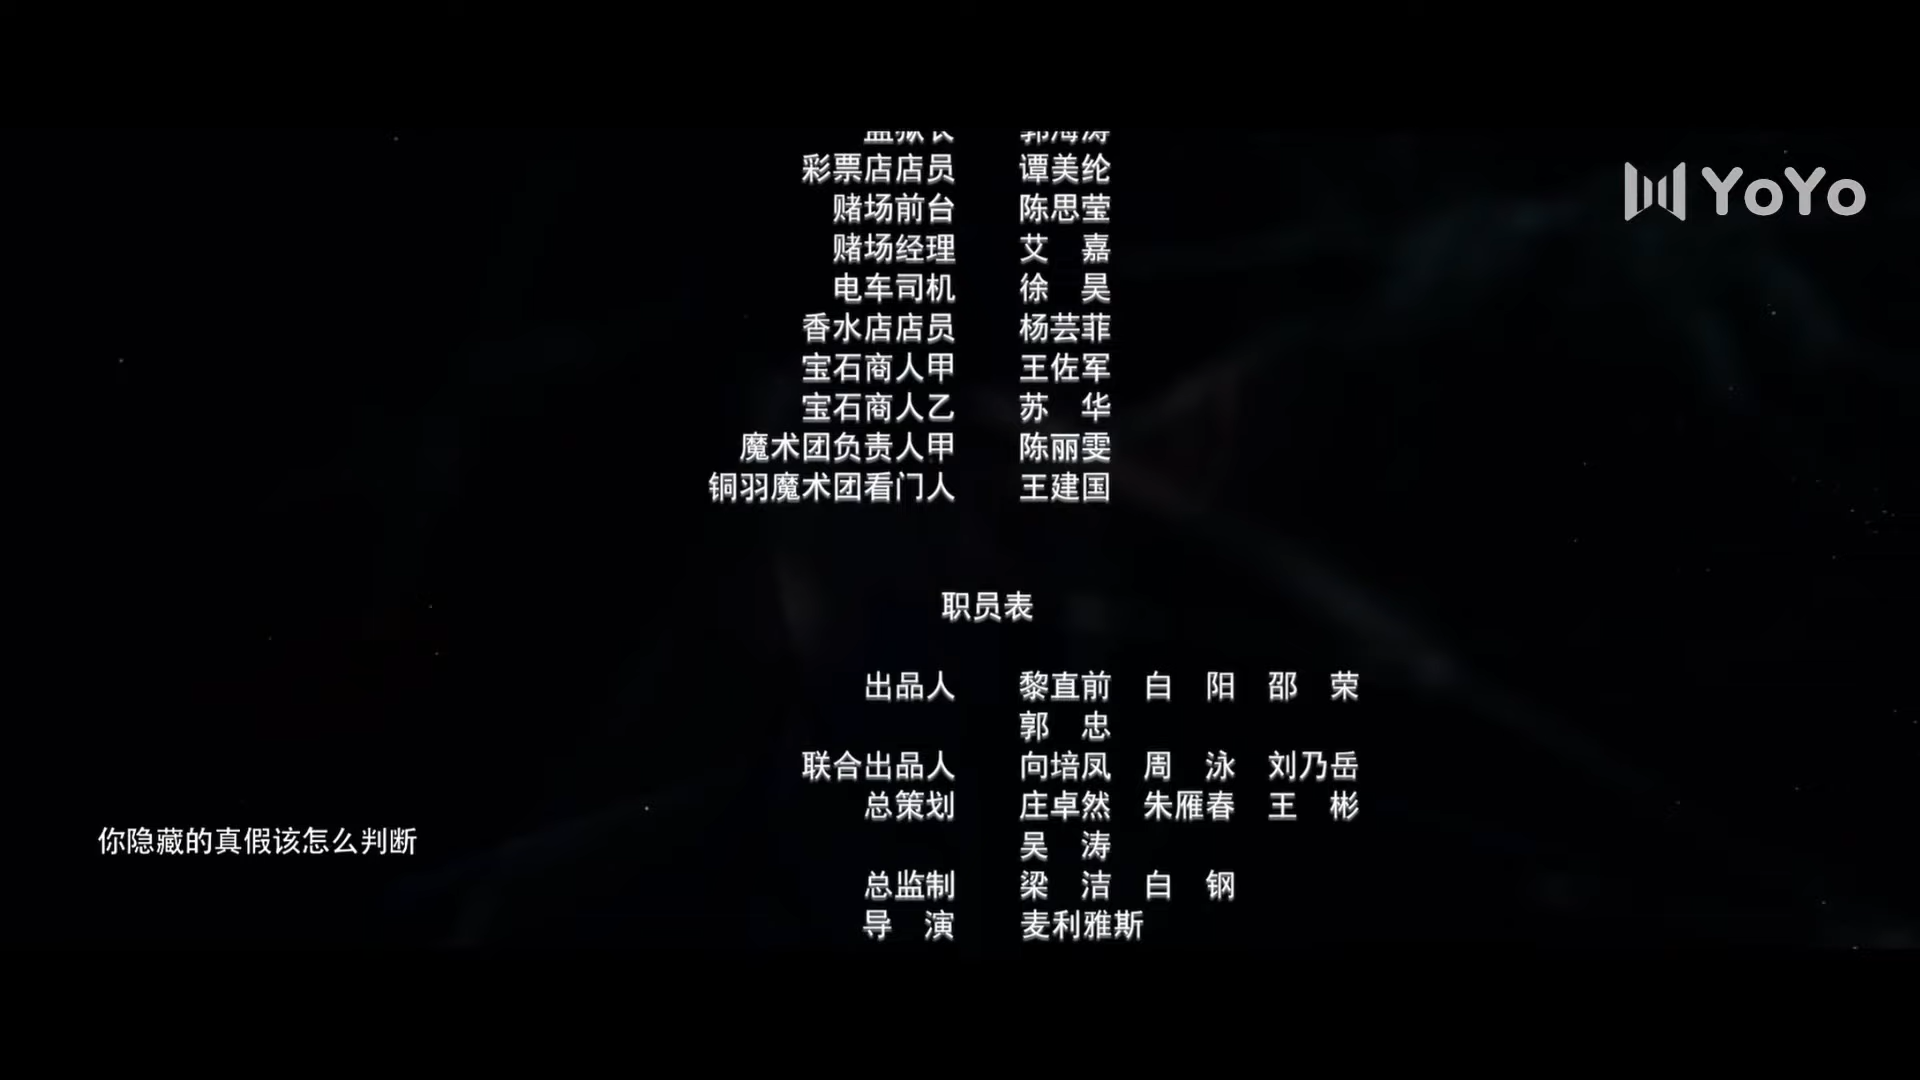 监狱长 郭海涛
彩票店店员 谭美纶
赌场前台 陈思莹
赌场经理 艾 嘉
电车司机 徐 昊
香水店店员 杨芸菲
宝石商人甲 王佐军
宝石商人乙 苏 华
魔术团负责人甲 陈丽雯
铜羽魔术团看门人 王建国
职员表
出品人 黎直前 白 阳 邵 荣
郭 忠
联合出品人 向培凤 周 泳 刘乃岳
总策划 庄卓然 朱雁春 王 彬
吴 涛
总监制 梁 洁 白 钢
导 演 麦利雅斯
你隐藏的真假该怎么判断
YoYo